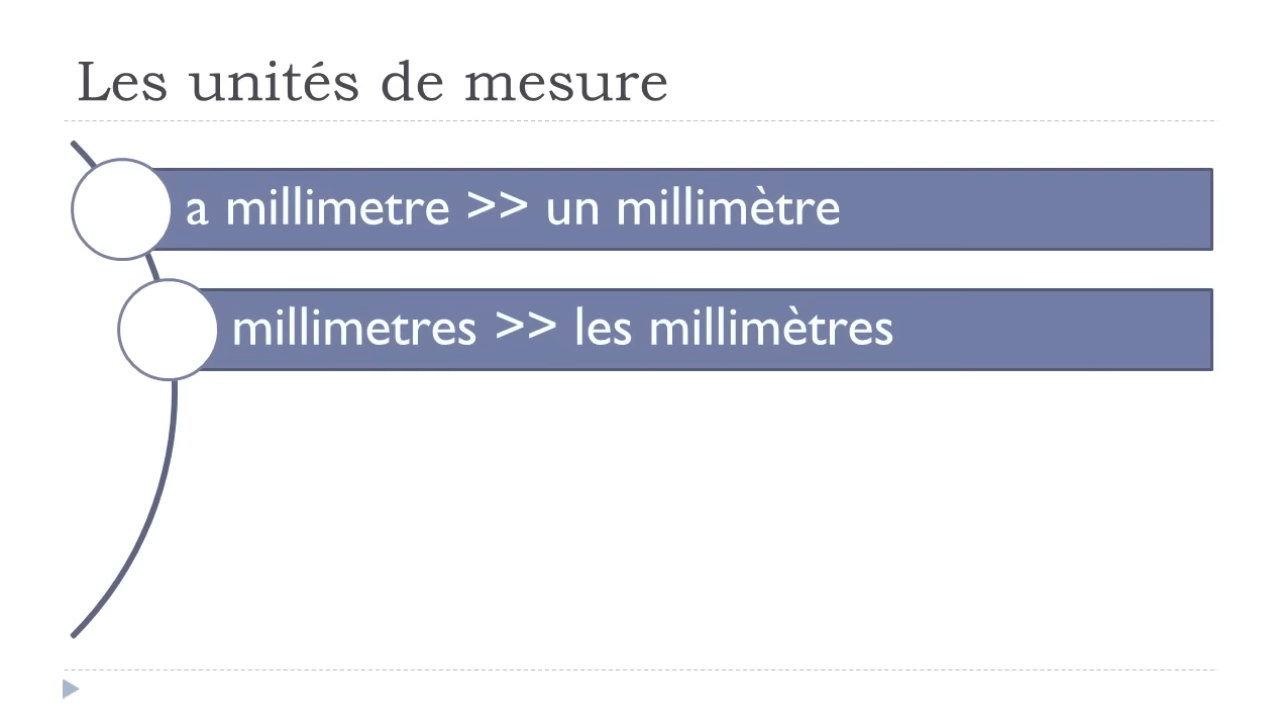 Les unités de mesure
a millimetre >> un millimètre
millimetres >> les millimètres